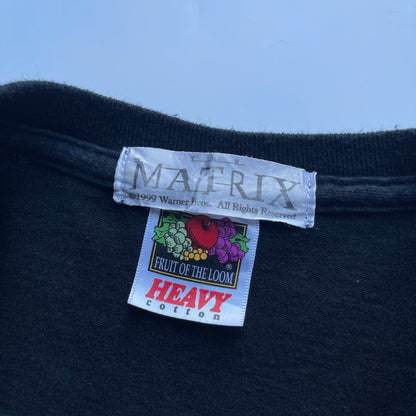 MATRIX
©1999 Warner Bros. All Rights Reserved
FRUIT OF THE LOOM
®
HEAVY
cotton